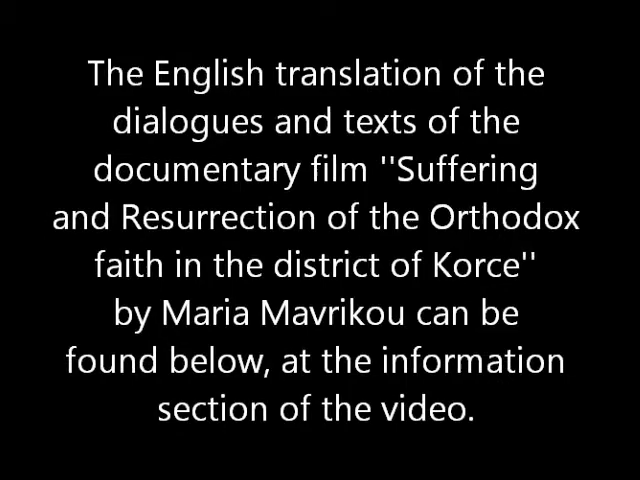 The English translation of the
dialogues and texts of the
documentary film ''Suffering
and Resurrection of the Orthodox
faith in the district of Korce''
by Maria Mavrikou can be
found below, at the information
section of the video.